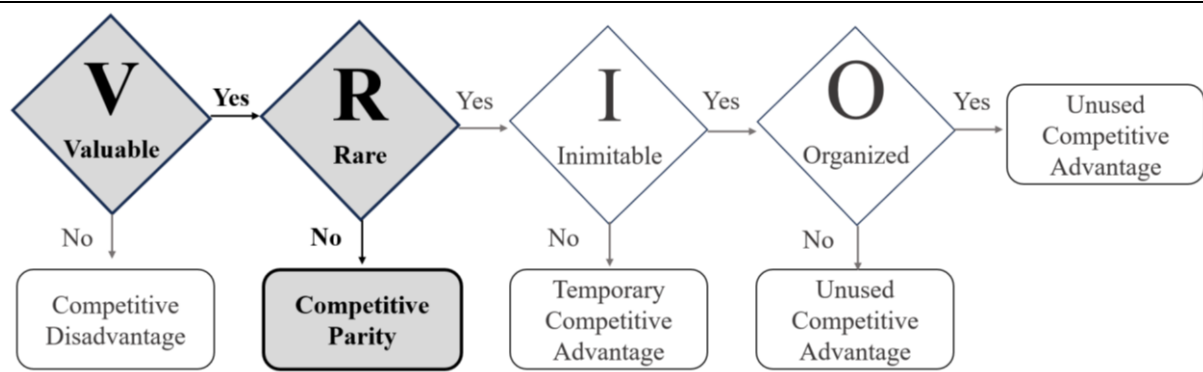 V
Valuable
Yes
R
Rare
Yes
I
Inimitable
Yes
O
Organized
Yes
Unused
Competitive
Advantage
No
Competitive
Disadvantage
No
Competitive
Parity
No
Temporary
Competitive
Advantage
No
Unused
Competitive
Advantage